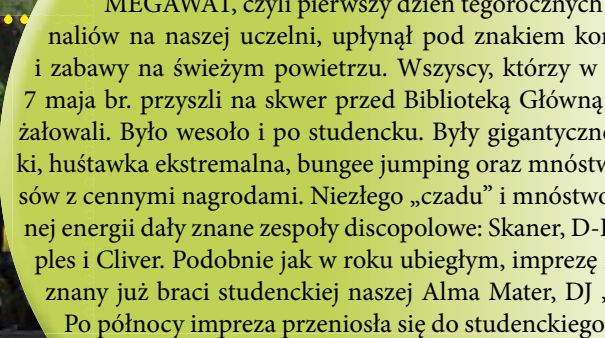 MEGAWAT, czyli pierwszy dzień tegorocznych
naliów na naszej uczelni, upłynął pod znakiem kon
i zabawy na świeżym powietrzu. Wszyscy, którzy w
7 maja br. przyszli na skwer przed Biblioteką Główną
żałowali. Było wesoło i po studencku. Były gigantyczne
ki, huśtawka ekstremalna, bungee jumping oraz mnóstw
sów z cennymi nagrodami. Niezłego „czadu” i mnóstwo
nej energii dały znane zespoły discopolowe: Skaner, D-B
ples i Cliver. Podobnie jak w roku ubiegłym, imprezę
znany już braci studenckiej naszej Alma Mater, DJ „
Po północy impreza przeniosła się do studenckiego